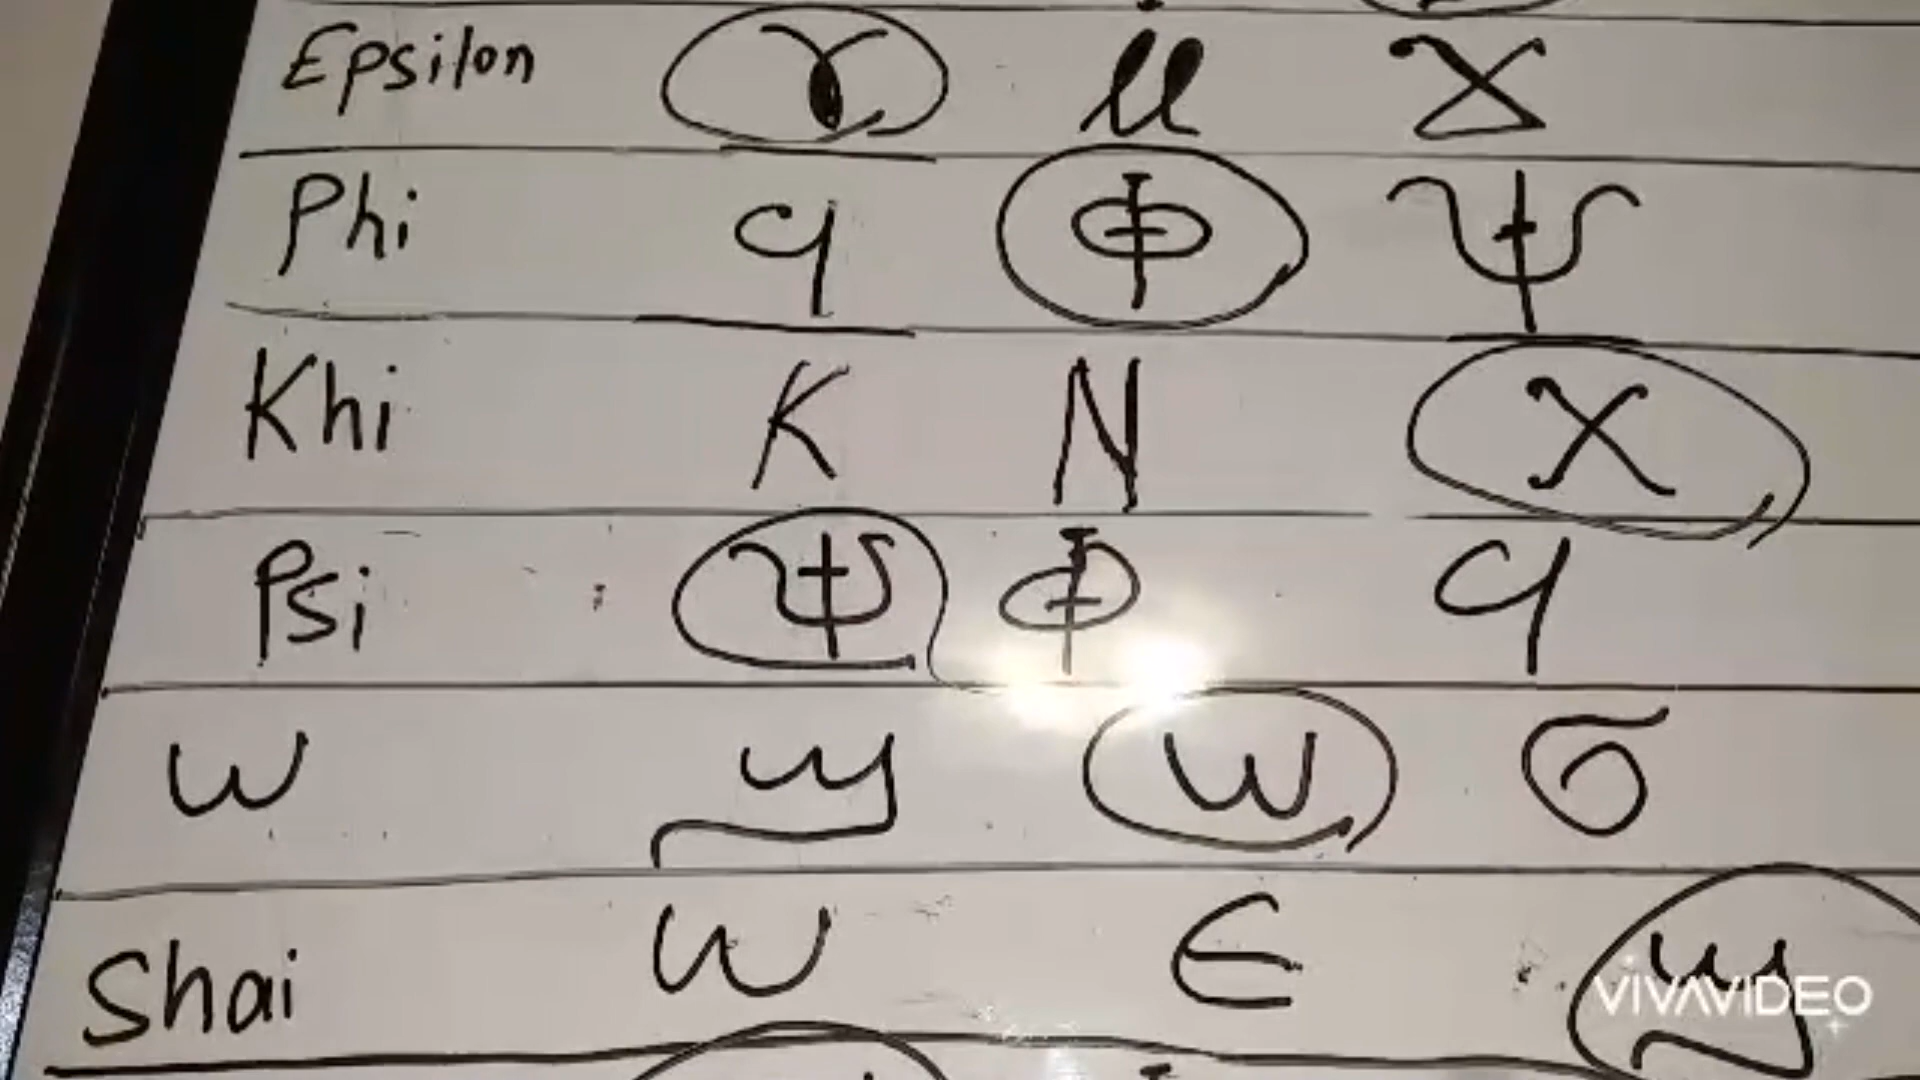 Epsilon ⲩ ⲙ ⲁ
Phi ϥ ⲫ ⲯ
Khi K N ⲭ
Psi ⲯ ⲫ ϥ
w ϣ ⲱ ϭ
Shai ⲱ ⲉ ϣ
VIVAVIDEO